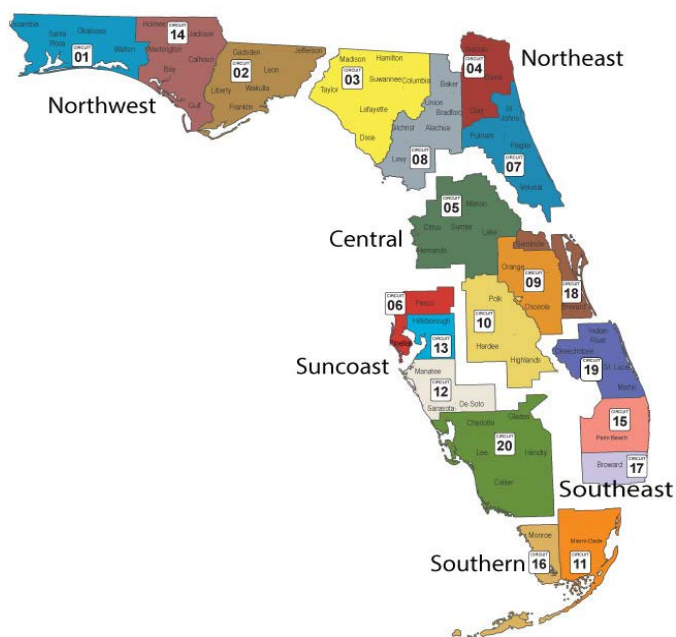 Escambia
Santa
Rosa
Okaloosa
Walton
CIRCUIT
01
Holmes
Jackson
Washington
Calhoun
Bay
Gulf
CIRCUIT
14
Gadsden
Jefferson
Leon
Liberty
Wakulla
Franklin
CIRCUIT
02
Northwest
Madison
Hamilton
Taylor
Suwannee
Columbia
Lafayette
Dixie
CIRCUIT
03
Baker
Union
Bradford
Gilchrist
Alachua
Levy
CIRCUIT
08
Nassau
Duval
Clay
CIRCUIT
04
Northeast
St
Johns
Putnam
Flagler
Volusia
CIRCUIT
07
CIRCUIT
05
Marion
Citrus
Sumter
Lake
Hernando
Central
Seminole
Orange
Osceola
CIRCUIT
09
CIRCUIT
18
Brevard
CIRCUIT
06
Pasco
Pinellas
Hillsborough
CIRCUIT
13
Polk
CIRCUIT
10
Hardee
Highlands
Suncoast
Manatee
CIRCUIT
12
Sarasota
De Soto
Indian
River
Okeechobee
St. Lucie
CIRCUIT
19
Martin
Charlotte
Glades
CIRCUIT
20
Lee
Hendry
Collier
CIRCUIT
15
Palm Beach
Broward
CIRCUIT
17
Southeast
Monroe
CIRCUIT
16
Miami-Dade
CIRCUIT
11
Southern